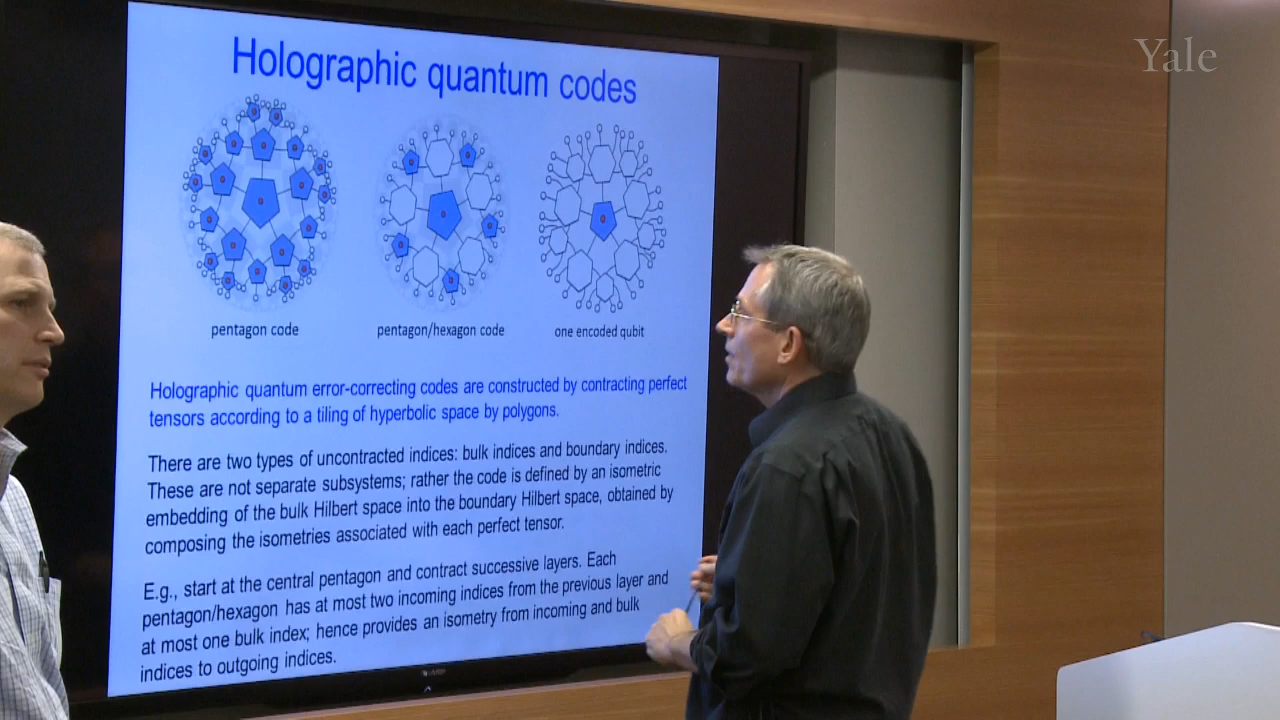 Yale
Holographic quantum codes
pentagon code
pentagon/hexagon code
one encoded qubit
Holographic quantum error-correcting codes are constructed by contracting perfect
tensors according to a tiling of hyperbolic space by polygons.
There are two types of uncontracted indices: bulk indices and boundary indices.
These are not separate subsystems; rather the code is defined by an isometric
embedding of the bulk Hilbert space into the boundary Hilbert space, obtained by
composing the isometries associated with each perfect tensor.
E.g., start at the central pentagon and contract successive layers. Each
pentagon/hexagon has at most two incoming indices from the previous layer and
at most one bulk index; hence provides an isometry from incoming and bulk
indices to outgoing indices.